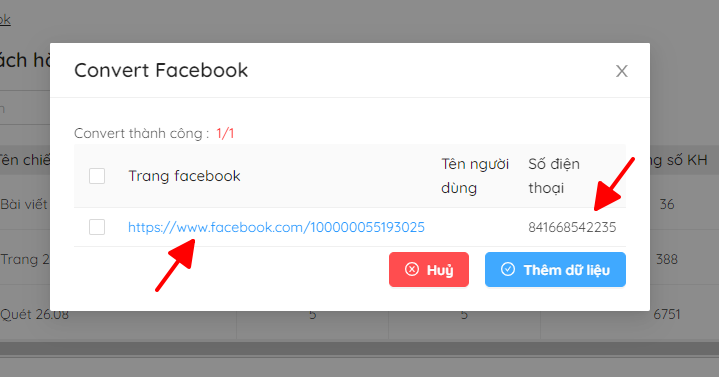 ok
ách hà
Convert Facebook
Convert thành công : 1/1
Trang facebook
Tên người dùng
Số điện thoại
https://www.facebook.com/100000055193025
841668542235
Huỷ
Thêm dữ liệu
Tên chiế
ng số KH
Bài viết
36
Trang 2
388
Quét 26.08
5
5
6751